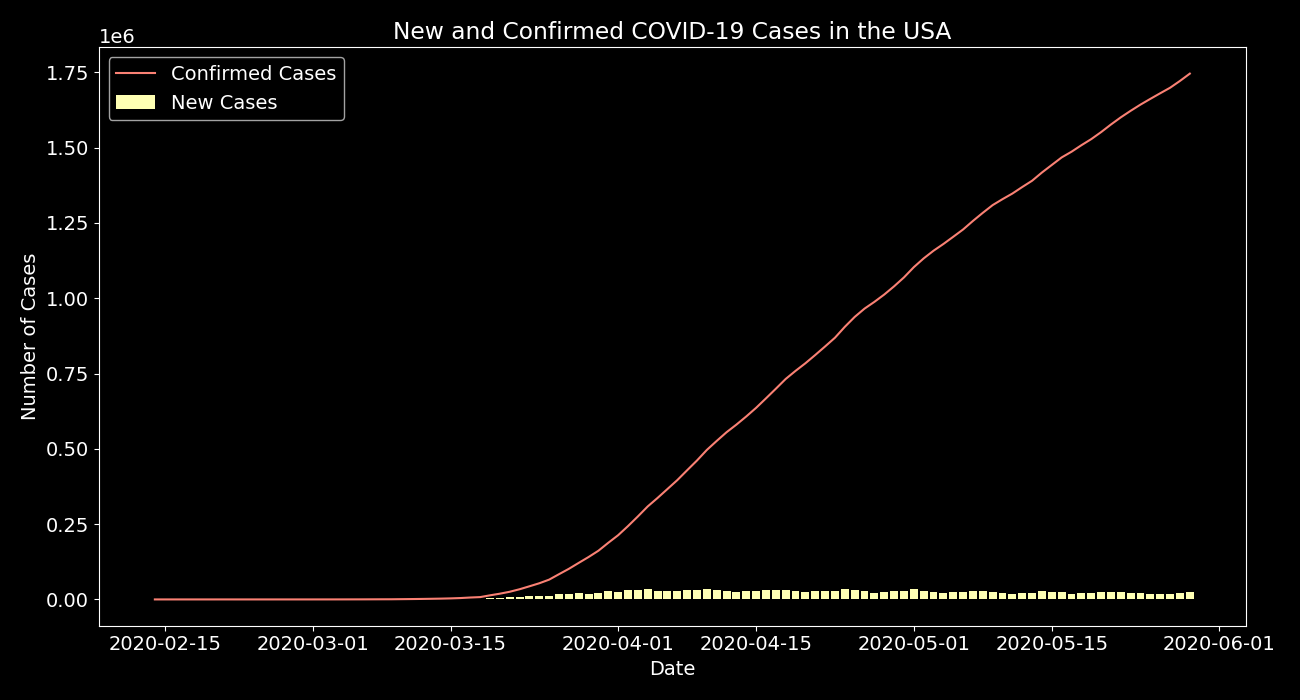 New and Confirmed COVID-19 Cases in the USA
1e6
Confirmed Cases
New Cases
1.75
1.50
1.25
1.00
0.75
0.50
0.25
0.00
Number of Cases
2020-02-15 2020-03-01 2020-03-15 2020-04-01 2020-04-15 2020-05-01 2020-05-15 2020-06-01
Date